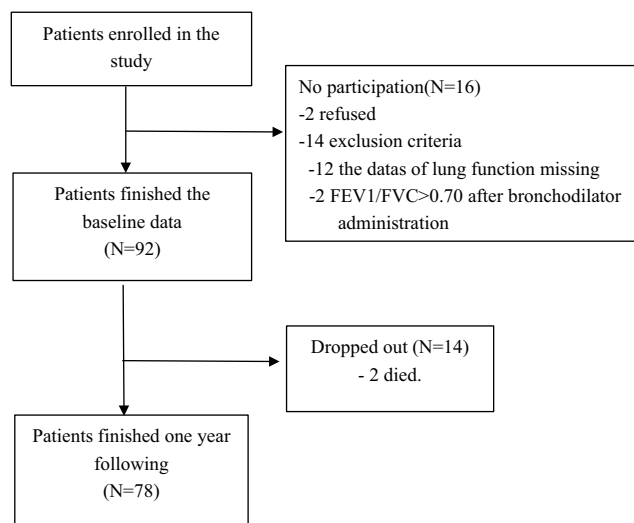 Patients enrolled in the
study
No participation(N=16)
-2 refused
-14 exclusion criteria
-12 the datas of lung function missing
-2 FEV1/FVC>0.70 after bronchodilator
administration
Patients finished the
baseline data
(N=92)
Dropped out (N=14)
- 2 died.
Patients finished one year
following
(N=78)